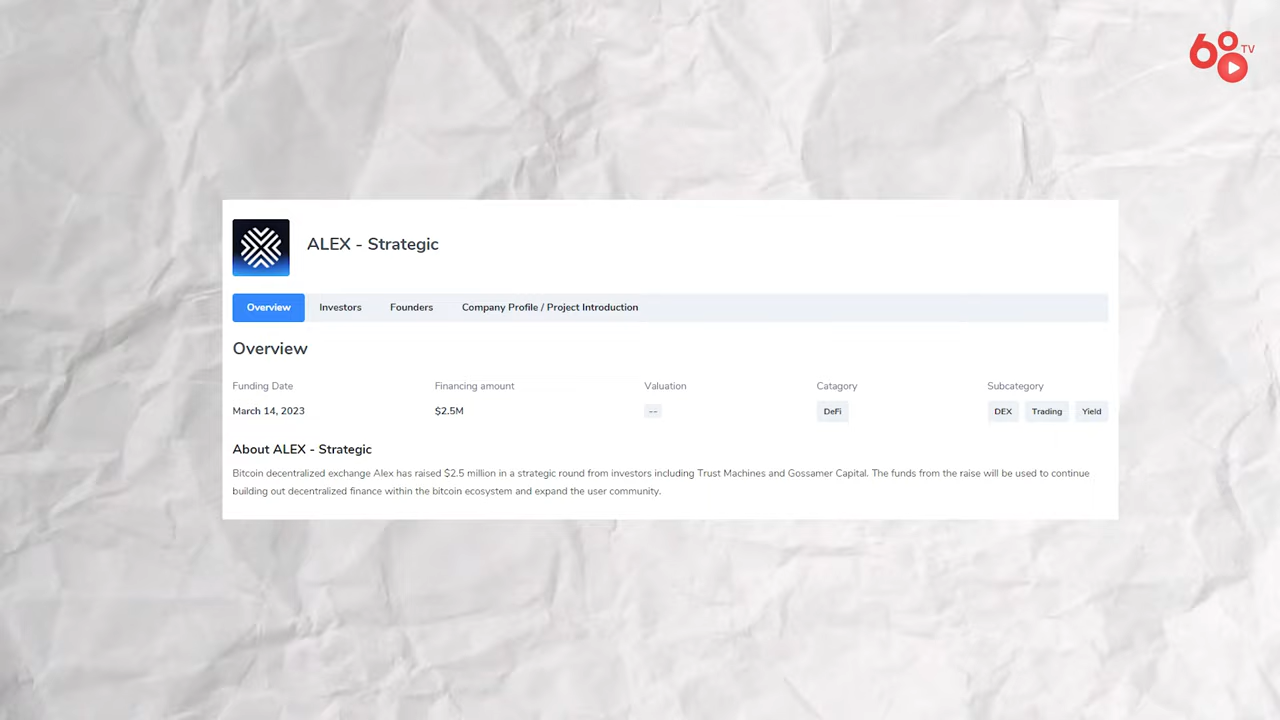 68 TV
ALEX - Strategic
Overview Investors Founders Company Profile / Project Introduction
Overview
Funding Date Financing amount Valuation Catagory Subcategory
March 14, 2023 $2.5M -- DeFi DEX Trading Yield
About ALEX - Strategic
Bitcoin decentralized exchange Alex has raised $2.5 million in a strategic round from investors including Trust Machines and Gossamer Capital. The funds from the raise will be used to continue
building out decentralized finance within the bitcoin ecosystem and expand the user community.